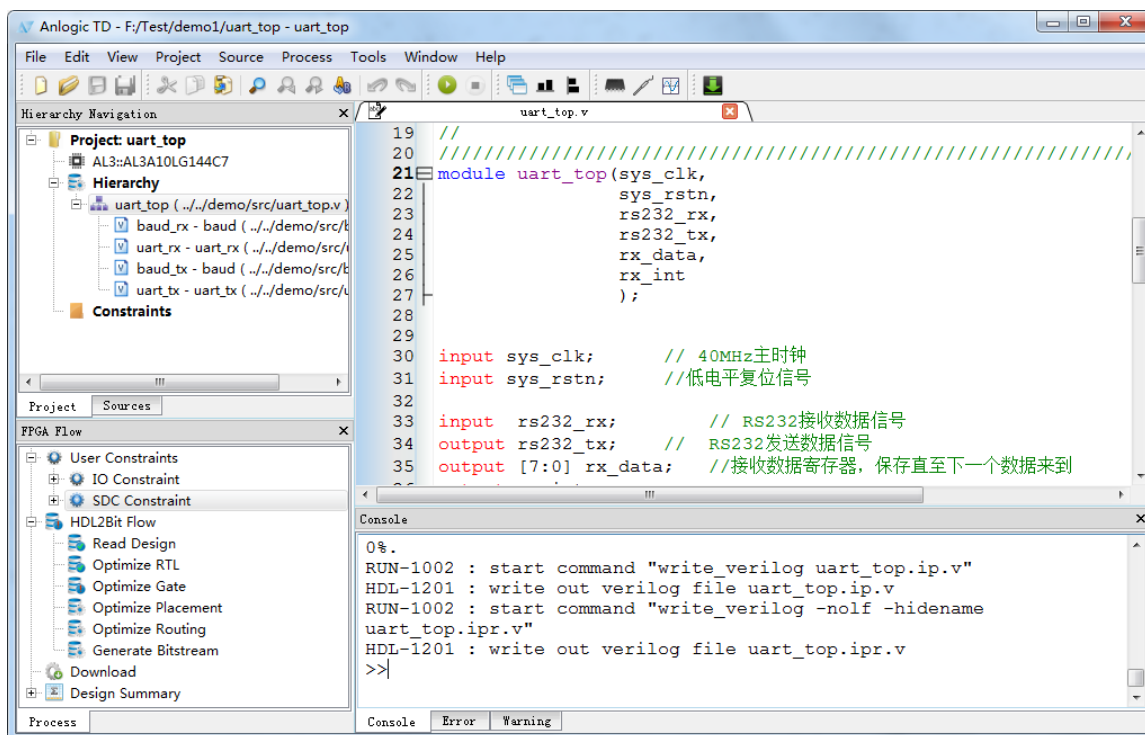 Anlogic TD - F:/Test/demo1/uart_top - uart_top
File Edit View Project Source Process Tools Window Help
Hierarchy Navigation
Project: uart_top
AL3::AL3A10LG144C7
Hierarchy
uart_top ( ../../demo/src/uart_top.v )
baud_rx - baud ( ../../demo/src/b
uart_rx - uart_rx ( ../../demo/src/u
baud_tx - baud ( ../../demo/src/b
uart_tx - uart_tx ( ../../demo/src/u
Constraints
Project Sources
FPGA Flow
User Constraints
IO Constraint
SDC Constraint
HDL2Bit Flow
Read Design
Optimize RTL
Optimize Gate
Optimize Placement
Optimize Routing
Generate Bitstream
Download
Design Summary
Process
uart_top.v
19 //
20 //////////////////////////////////////////////////////////////
21 module uart_top(sys_clk,
22 sys_rstn,
23 rs232_rx,
24 rs232_tx,
25 rx_data,
26 rx_int
27 );
28
29
30 input sys_clk; // 40MHz主时钟
31 input sys_rstn; //低电平复位信号
32
33 input rs232_rx; // RS232接收数据信号
34 output rs232_tx; // RS232发送数据信号
35 output [7:0] rx_data; //接收数据寄存器，保存直至下一个数据来到
Console
0%.
RUN-1002 : start command "write_verilog uart_top.ip.v"
HDL-1201 : write out verilog file uart_top.ip.v
RUN-1002 : start command "write_verilog -nolf -hidename
uart_top.ipr.v"
HDL-1201 : write out verilog file uart_top.ipr.v
>>
Console Error Warning